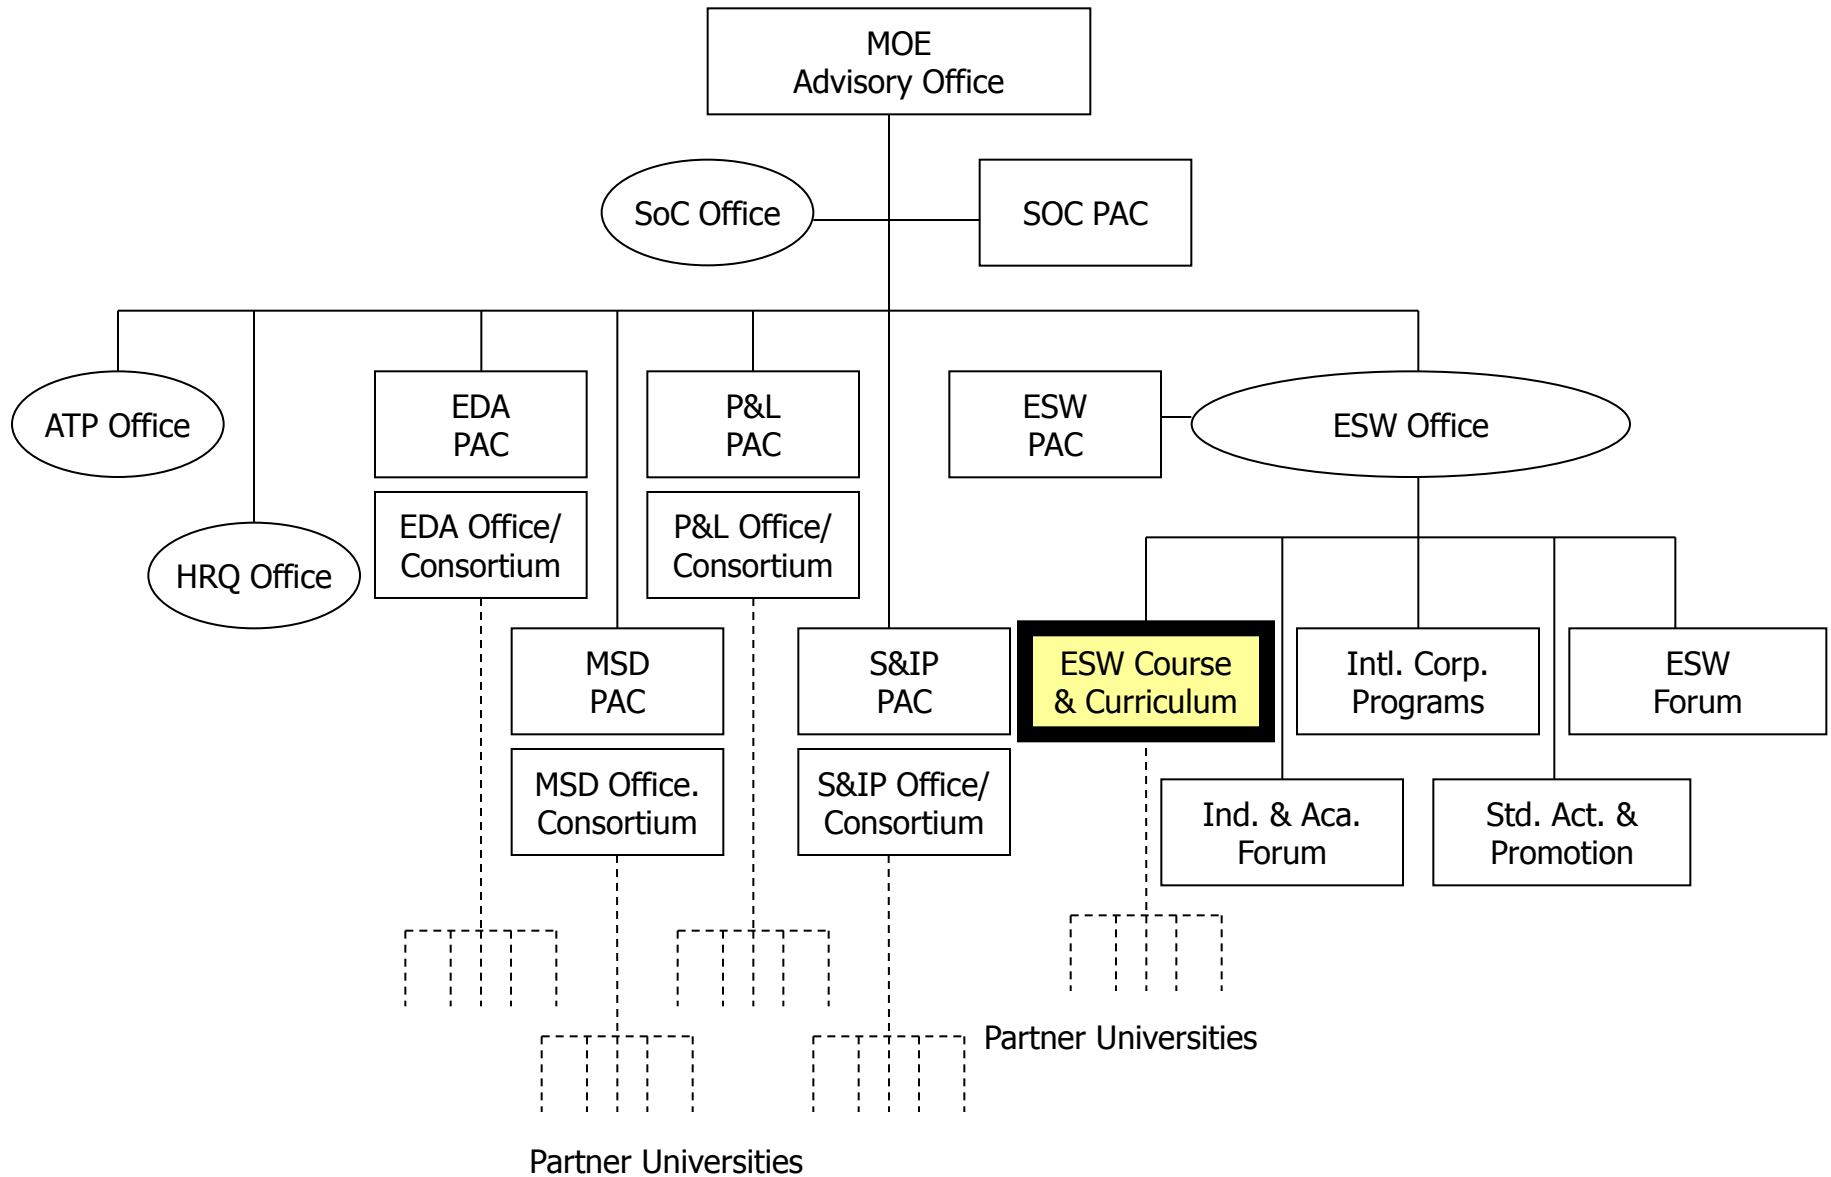 MOE
Advisory Office
SoC Office
SOC PAC
ATP Office
EDA
PAC
P&L
PAC
ESW
PAC
ESW Office
EDA Office/
Consortium
P&L Office/
Consortium
HRQ Office
MSD
PAC
S&IP
PAC
ESW Course
& Curriculum
Intl. Corp.
Programs
ESW
Forum
MSD Office.
Consortium
S&IP Office/
Consortium
Ind. & Aca.
Forum
Std. Act. &
Promotion
Partner Universities
Partner Universities